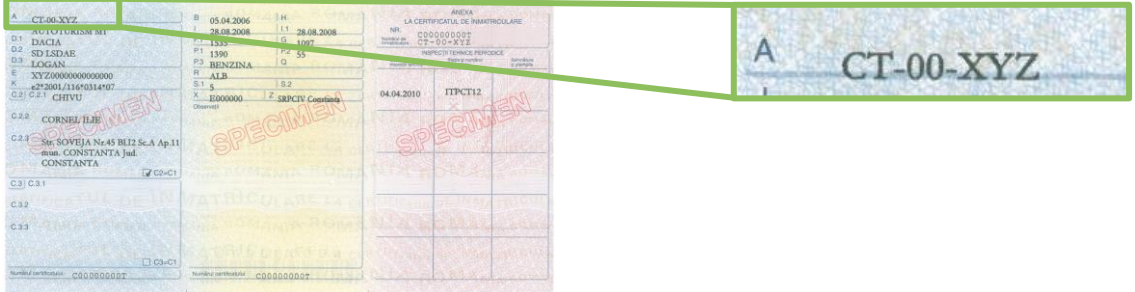 A CT-00-XYZ
AUTOTURISM M1
D.1 DACIA
D.2 SD LSDAE
D.3 LOGAN
E XYZ00000000000000
K e2*2001/116*0314*07
C.2 C.2.1 CHIVU
C.2.2 CORNEL ILIE
C.2.3 Str. SOVEJA Nr.45 Bl.I2 Sc.A Ap.11
mun. CONSTANTA Jud.
CONSTANTA
C2=C1
C.3 C.3.1
C.3.2
C.3.3
C3=C1
Numărul certificatului C00000000T
SPECIMEN
B 05.04.2006 H
I 28.08.2008 I.1 28.08.2008
1535 G 1097
P.1 1390 P.2 55
P.3 BENZINA Q
R ALB
S.1 5 S.2
X E000000 Z SRPCIV Constanta
Observații
SPECIMEN
Numărul certificatului C00000000T
ANEXA
LA CERTIFICATUL DE ÎNMATRICULARE
NR. C00000000T
Numărul de înmatriculare CT-00-XYZ
INSPECȚII TEHNICE PERIODICE
04.04.2010 ITPCT12
SPECIMEN
A CT-00-XYZ